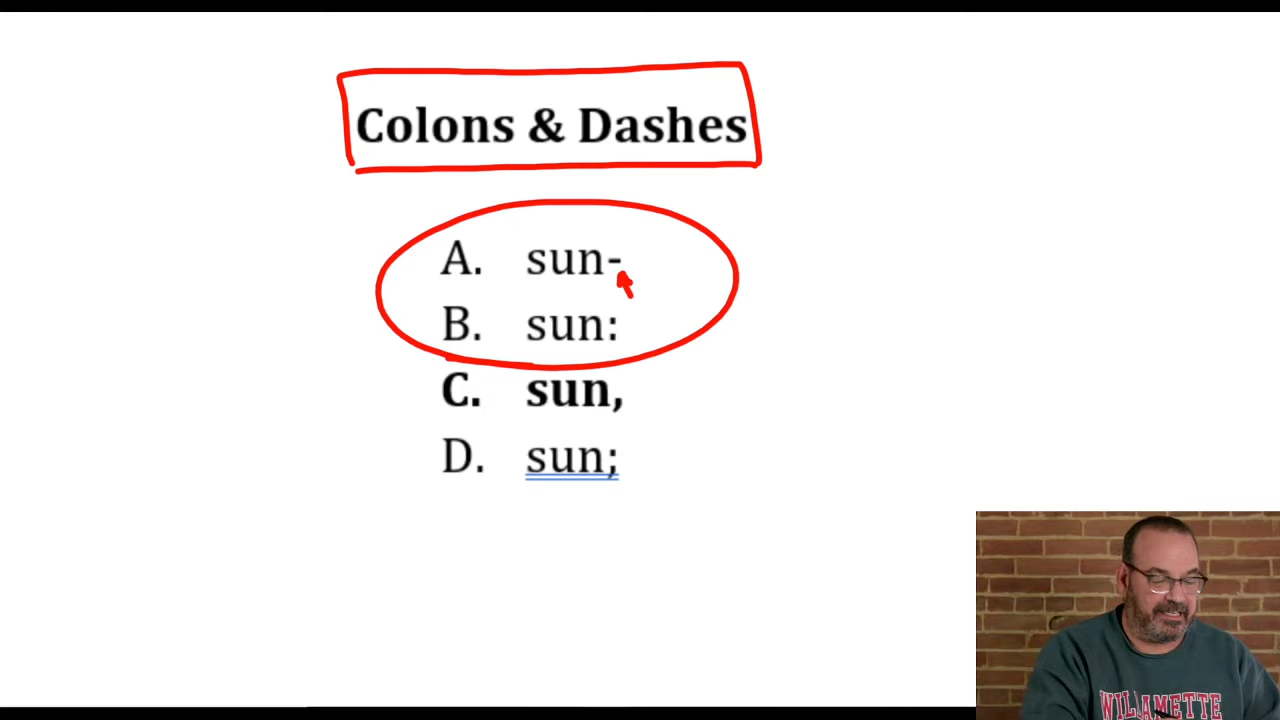 Colons & Dashes
A. sun-
B. sun:
C. sun,
D. sun;
WILLAMETTE